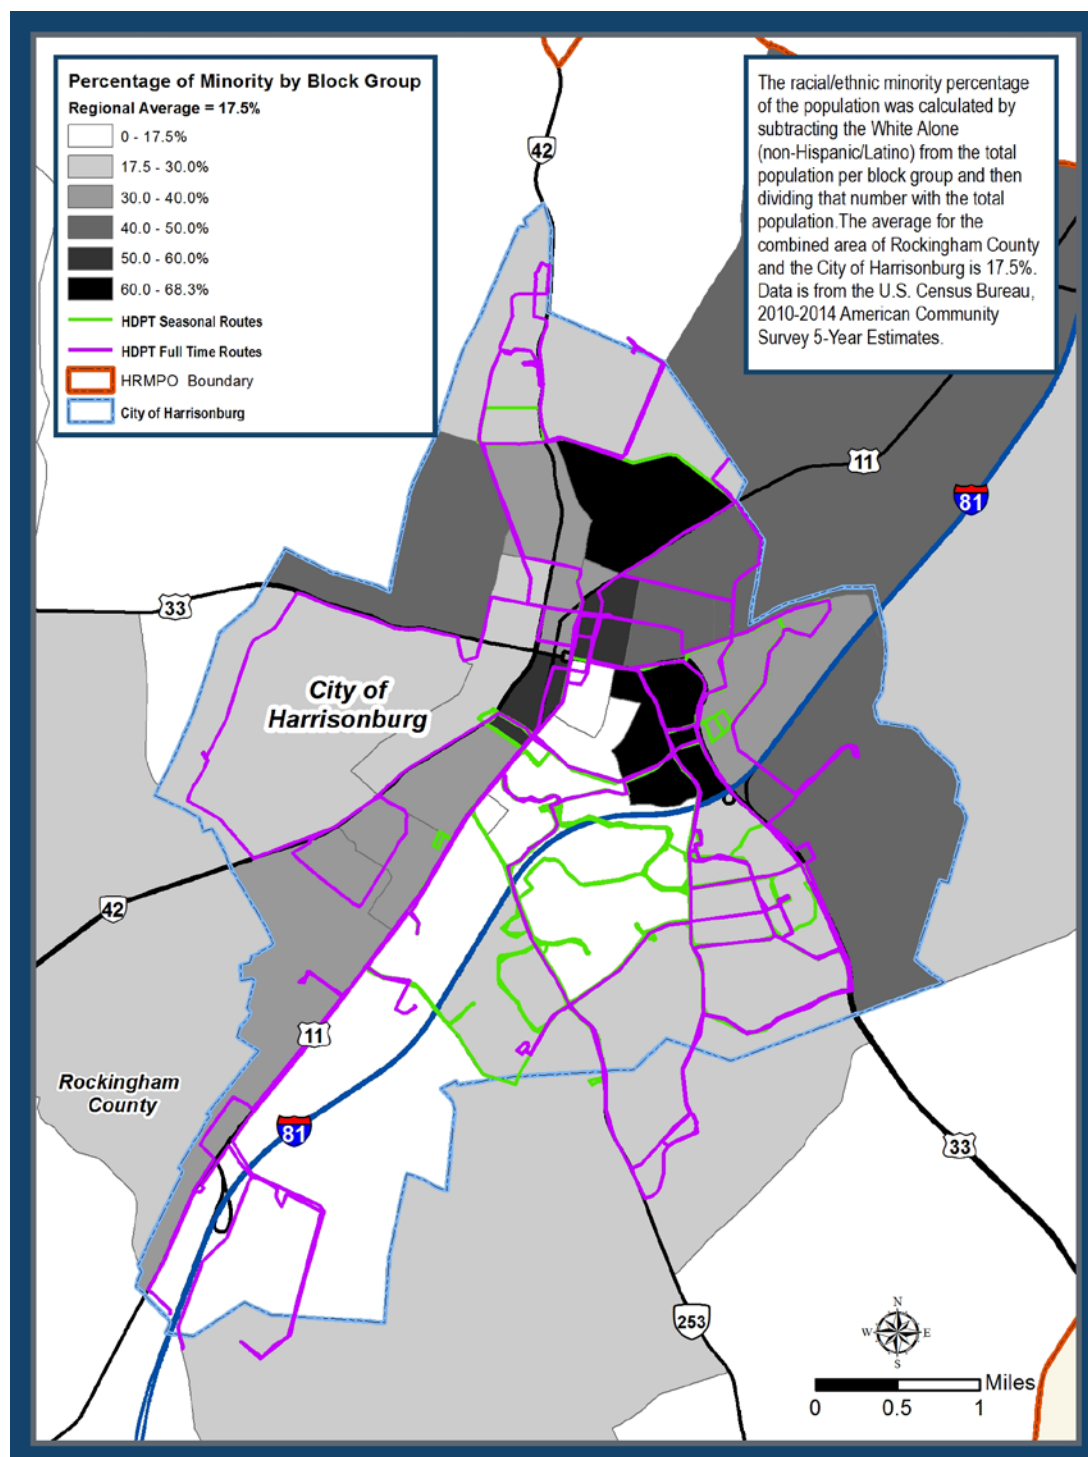 Percentage of Minority by Block Group
Regional Average = 17.5%
0 - 17.5%
17.5 - 30.0%
30.0 - 40.0%
40.0 - 50.0%
50.0 - 60.0%
60.0 - 68.3%
HDPT Seasonal Routes
HDPT Full Time Routes
HRMPO Boundary
City of Harrisonburg
The racial/ethnic minority percentage
of the population was calculated by
subtracting the White Alone
(non-Hispanic/Latino) from the total
population per block group and then
dividing that number with the total
population.The average for the
combined area of Rockingham County
and the City of Harrisonburg is 17.5%.
Data is from the U.S. Census Bureau,
2010-2014 American Community
Survey 5-Year Estimates.
42
11
81
33
City of
Harrisonburg
42
11
Rockingham
County
81
33
253
N
W E
S
Miles
0 0.5 1